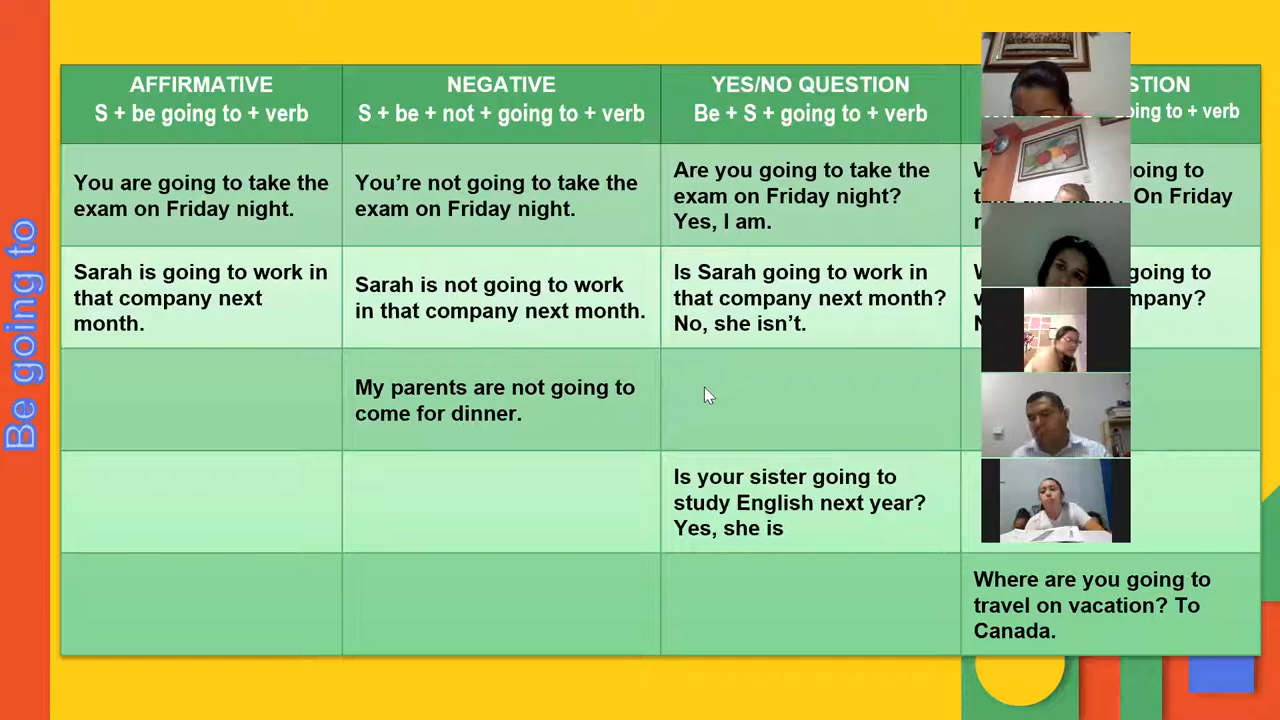 Be going to
AFFIRMATIVE
S + be going to + verb
NEGATIVE
S + be + not + going to + verb
YES/NO QUESTION
Be + S + going to + verb
going to + verb
You are going to take the
exam on Friday night.
You’re not going to take the
exam on Friday night.
Are you going to take the
exam on Friday night?
Yes, I am.
going to
On Friday
Sarah is going to work in
that company next
month.
Sarah is not going to work
in that company next month.
Is Sarah going to work in
that company next month?
No, she isn’t.
going to
My parents are not going to
come for dinner.
Is your sister going to
study English next year?
Yes, she is
Where are you going to
travel on vacation? To
Canada.